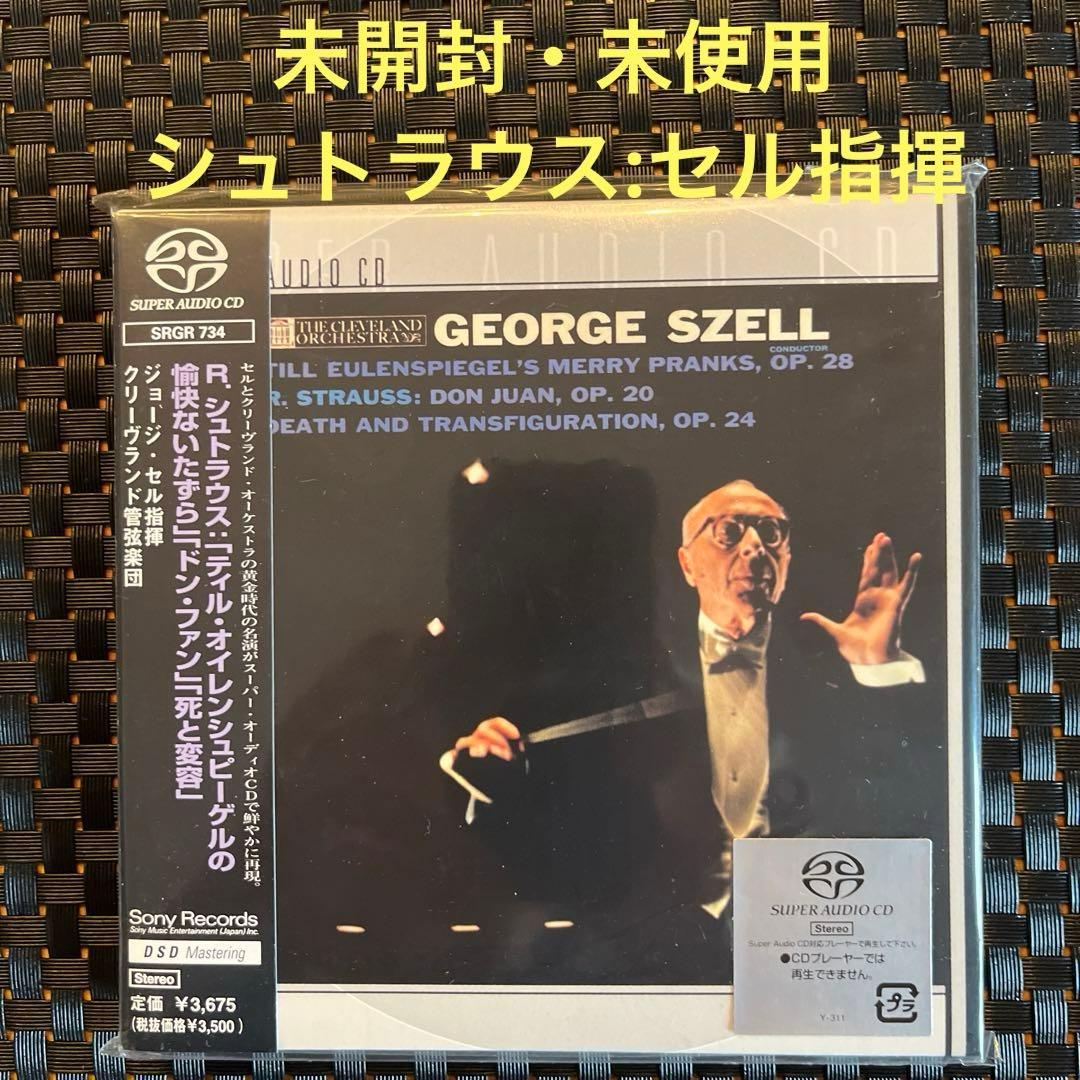 未開封・未使用
シュトラウス:セル指揮
SUPER AUDIO CD
SRGR 734
セルとクリーヴランド・オーケストラの黄金時代の名演がスーパー・オーディオCDで鮮やかに再現。
R.シュトラウス:「ティル・オイレンシュピーゲルの
愉快ないたずら」「ドン・ファン」「死と変容」
ジョージ・セル指揮
クリーヴランド管弦楽団
Sony Records
Sony Music Entertainment (Japan) Inc.
DSD Mastering
Stereo
定価 ¥3,675
(税抜価格¥3,500)
AUDIO CD
AUDIO CD
THE CLEVELAND
ORCHESTRA
GEORGE SZELL
CONDUCTOR
TILL EULENSPIEGEL'S MERRY PRANKS, OP. 28
R. STRAUSS: DON JUAN, OP. 20
DEATH AND TRANSFIGURATION, OP. 24
SUPER AUDIO CD
Stereo
Super Audio CD対応プレーヤーで再生して下さい。
●CDプレーヤーでは
再生できません。
プラ
Y-311